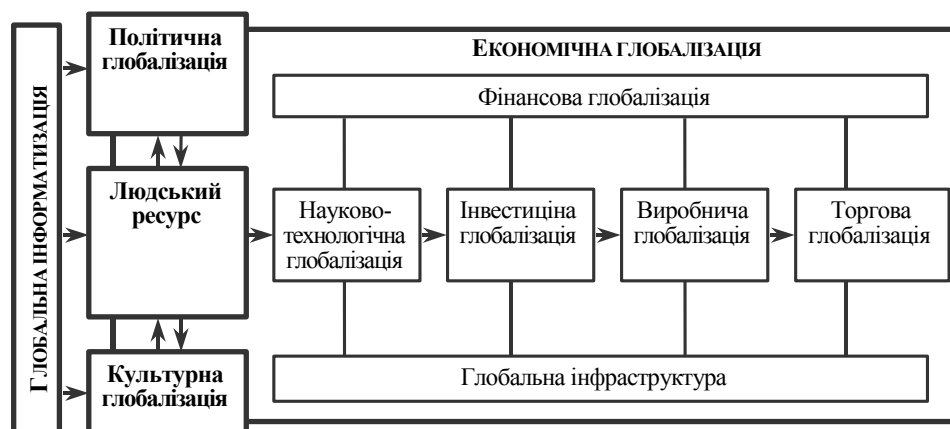 ГЛОБАЛЬНА ІНФОРМАТИЗАЦІЯ
Політична
глобалізація
ЕКОНОМІЧНА ГЛОБАЛІЗАЦІЯ
Фінансова глобалізація
Людський
ресурс
Науково-
технологічна
глобалізація
Інвестиціна
глобалізація
Виробнича
глобалізація
Торгова
глобалізація
Культурна
глобалізація
Глобальна інфраструктура